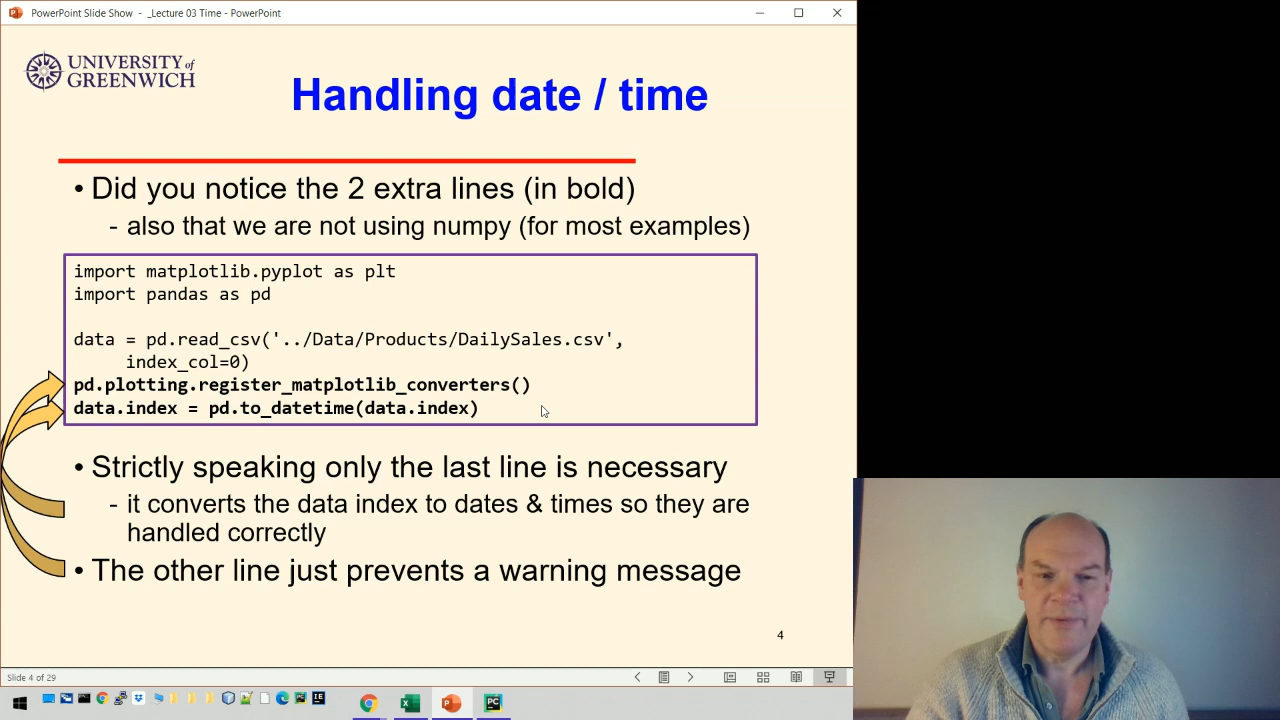 PowerPoint Slide Show - _Lecture 03 Time - PowerPoint
UNIVERSITY of
GREENWICH
Handling date / time
• Did you notice the 2 extra lines (in bold)
- also that we are not using numpy (for most examples)
import matplotlib.pyplot as plt
import pandas as pd
data = pd.read_csv('../Data/Products/DailySales.csv',
index_col=0)
pd.plotting.register_matplotlib_converters()
data.index = pd.to_datetime(data.index)
• Strictly speaking only the last line is necessary
- it converts the data index to dates & times so they are
handled correctly
• The other line just prevents a warning message
4
Slide 4 of 29